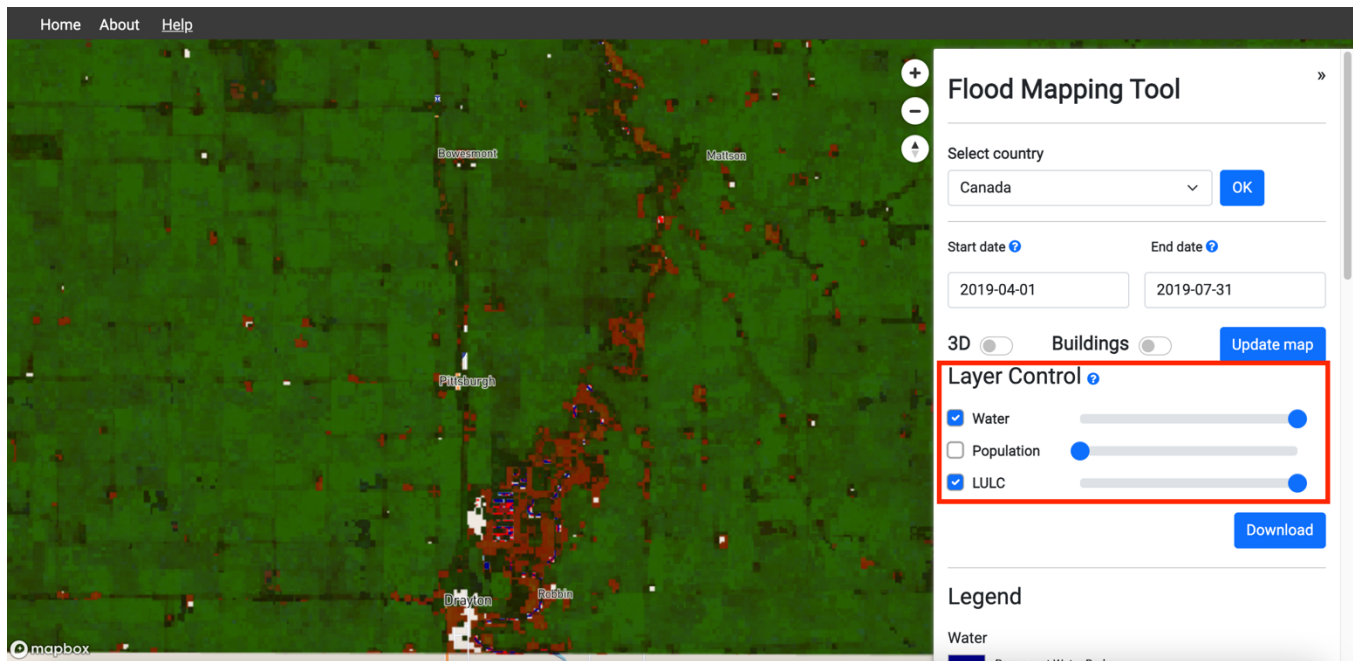 Home About Help
Flood Mapping Tool
»
Select country
Canada
OK
Start date
End date
2019-04-01
2019-07-31
3D
Buildings
Update map
Layer Control
Water
Population
LULC
Download
Legend
Water
Bowesmont
Mattson
Pittsburgh
Drayton
Robbin
mapbox